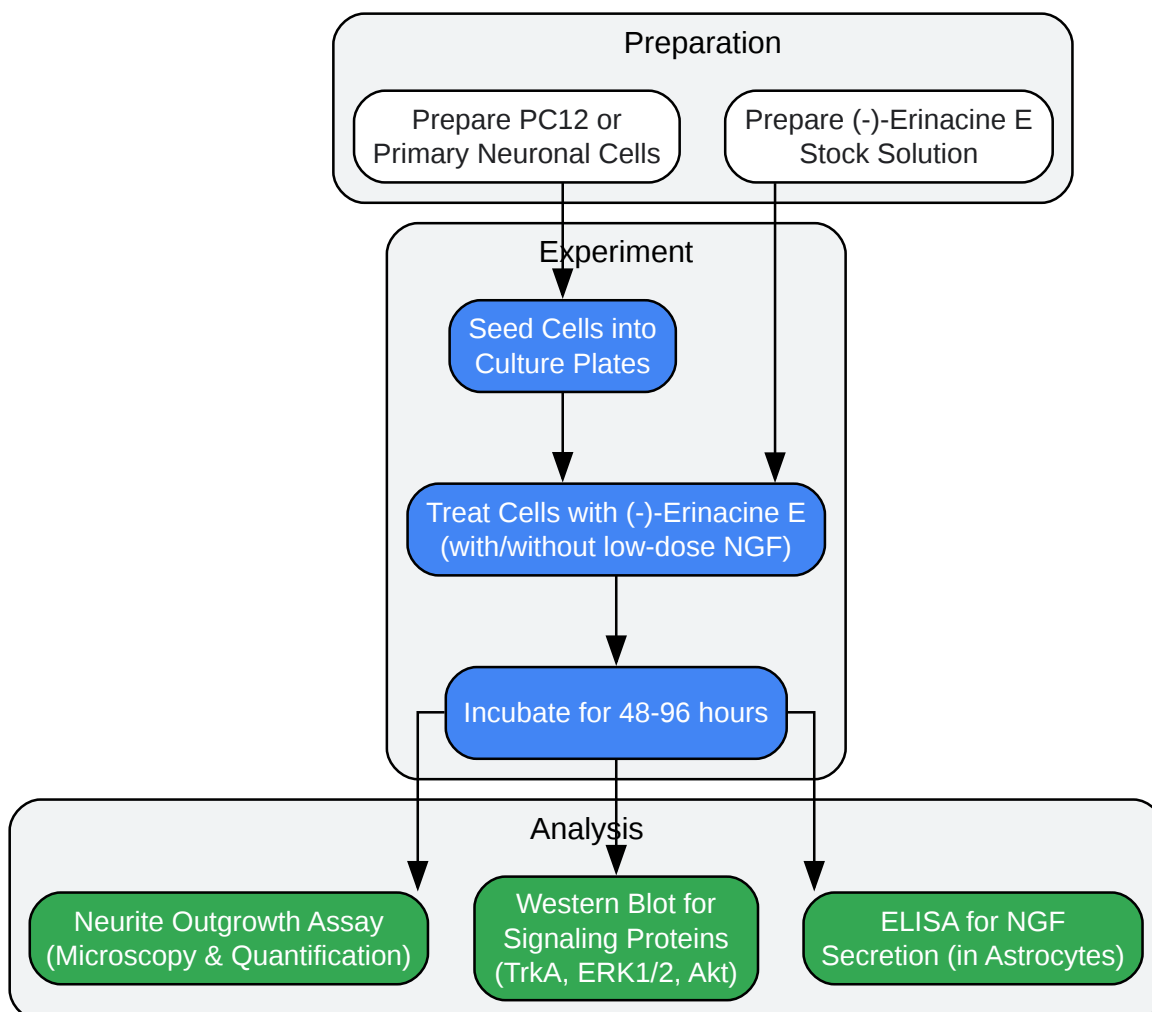 Preparation
Prepare PC12 or
Primary Neuronal Cells
Prepare (-)-Erinacine E
Stock Solution
Experiment
Seed Cells into
Culture Plates
Treat Cells with (-)-Erinacine E
(with/without low-dose NGF)
Incubate for 48-96 hours
Analysis
Neurite Outgrowth Assay
(Microscopy & Quantification)
Western Blot for
Signaling Proteins
(TrkA, ERK1/2, Akt)
ELISA for NGF
Secretion (in Astrocytes)